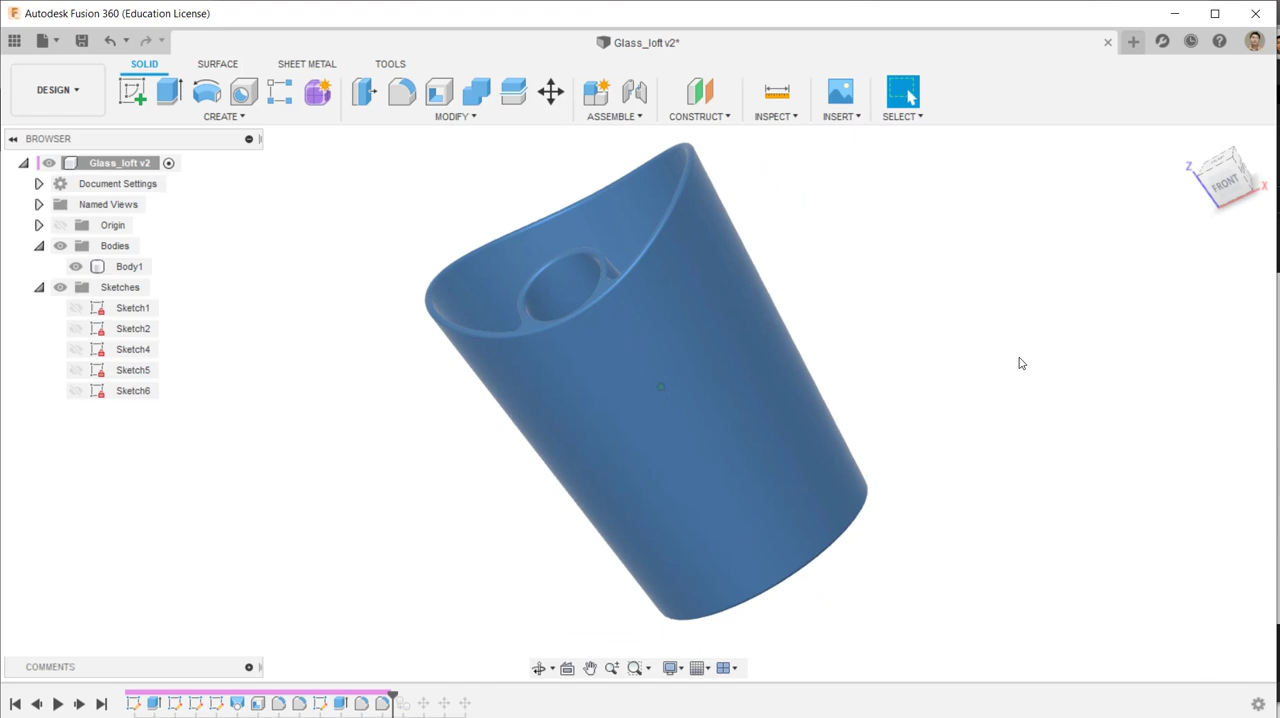 Autodesk Fusion 360 (Education License)
Glass_loft v2*
SOLID SURFACE SHEET METAL TOOLS
DESIGN
CREATE MODIFY ASSEMBLE CONSTRUCT INSPECT INSERT SELECT
BROWSER
Glass_loft v2
Document Settings
Named Views
Origin
Bodies
Body1
Sketches
Sketch1
Sketch2
Sketch4
Sketch5
Sketch6
Z
FRONT
X
COMMENTS